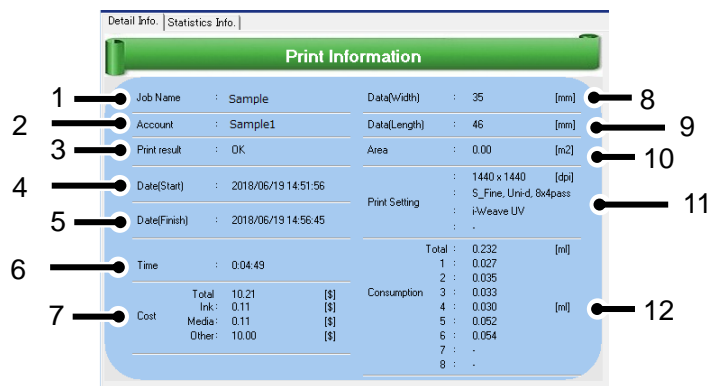 Detail Info. Statistics Info.
Print Information
1 Job Name : Sample
2 Account : Sample1
3 Print result : OK
4 Date(Start) : 2018/06/19 14:51:56
5 Date(Finish) : 2018/06/19 14:56:45
6 Time : 0:04:49
7 Cost
Total 10.21 [$]
Ink: 0.11 [$]
Media: 0.11 [$]
Other: 10.00 [$]
Data(Width) : 35 [mm] 8
Data(Length) : 46 [mm] 9
Area : 0.00 [m2] 10
Print Setting 11
: 1440 x 1440 [dpi]
: S_Fine, Uni-d, 8x4pass
: i-Weave UV
: -
Consumption 12
Total : 0.232 [ml]
1 : 0.027
2 : 0.035
3 : 0.033
4 : 0.030 [ml]
5 : 0.052
6 : 0.054
7 : -
8 : -